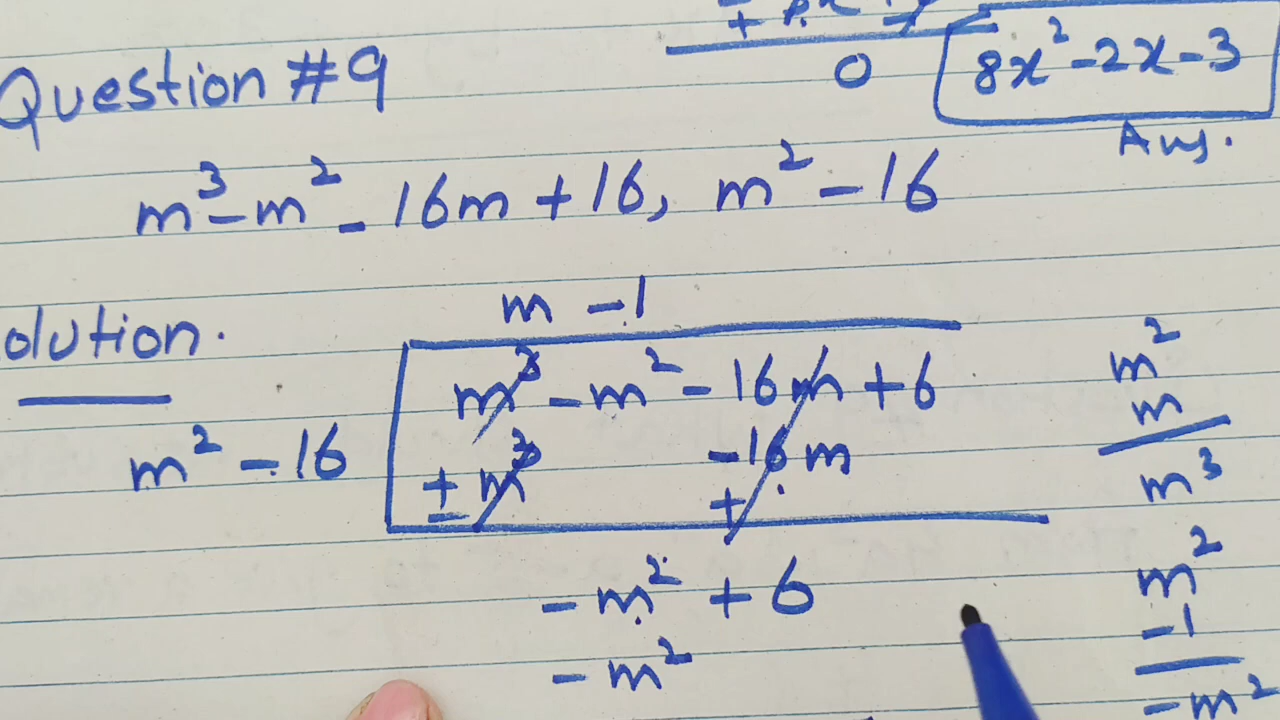 0 8x² - 2x - 3
Question #9
Ans.
m³ - m² - 16m + 16, m² - 16
olution.
m - 1
m² - 16 m³ - m² - 16m + 6
± m³ - 16m
+
- m² + 6
- m²
m²
m
m³
m²
-1
-m²